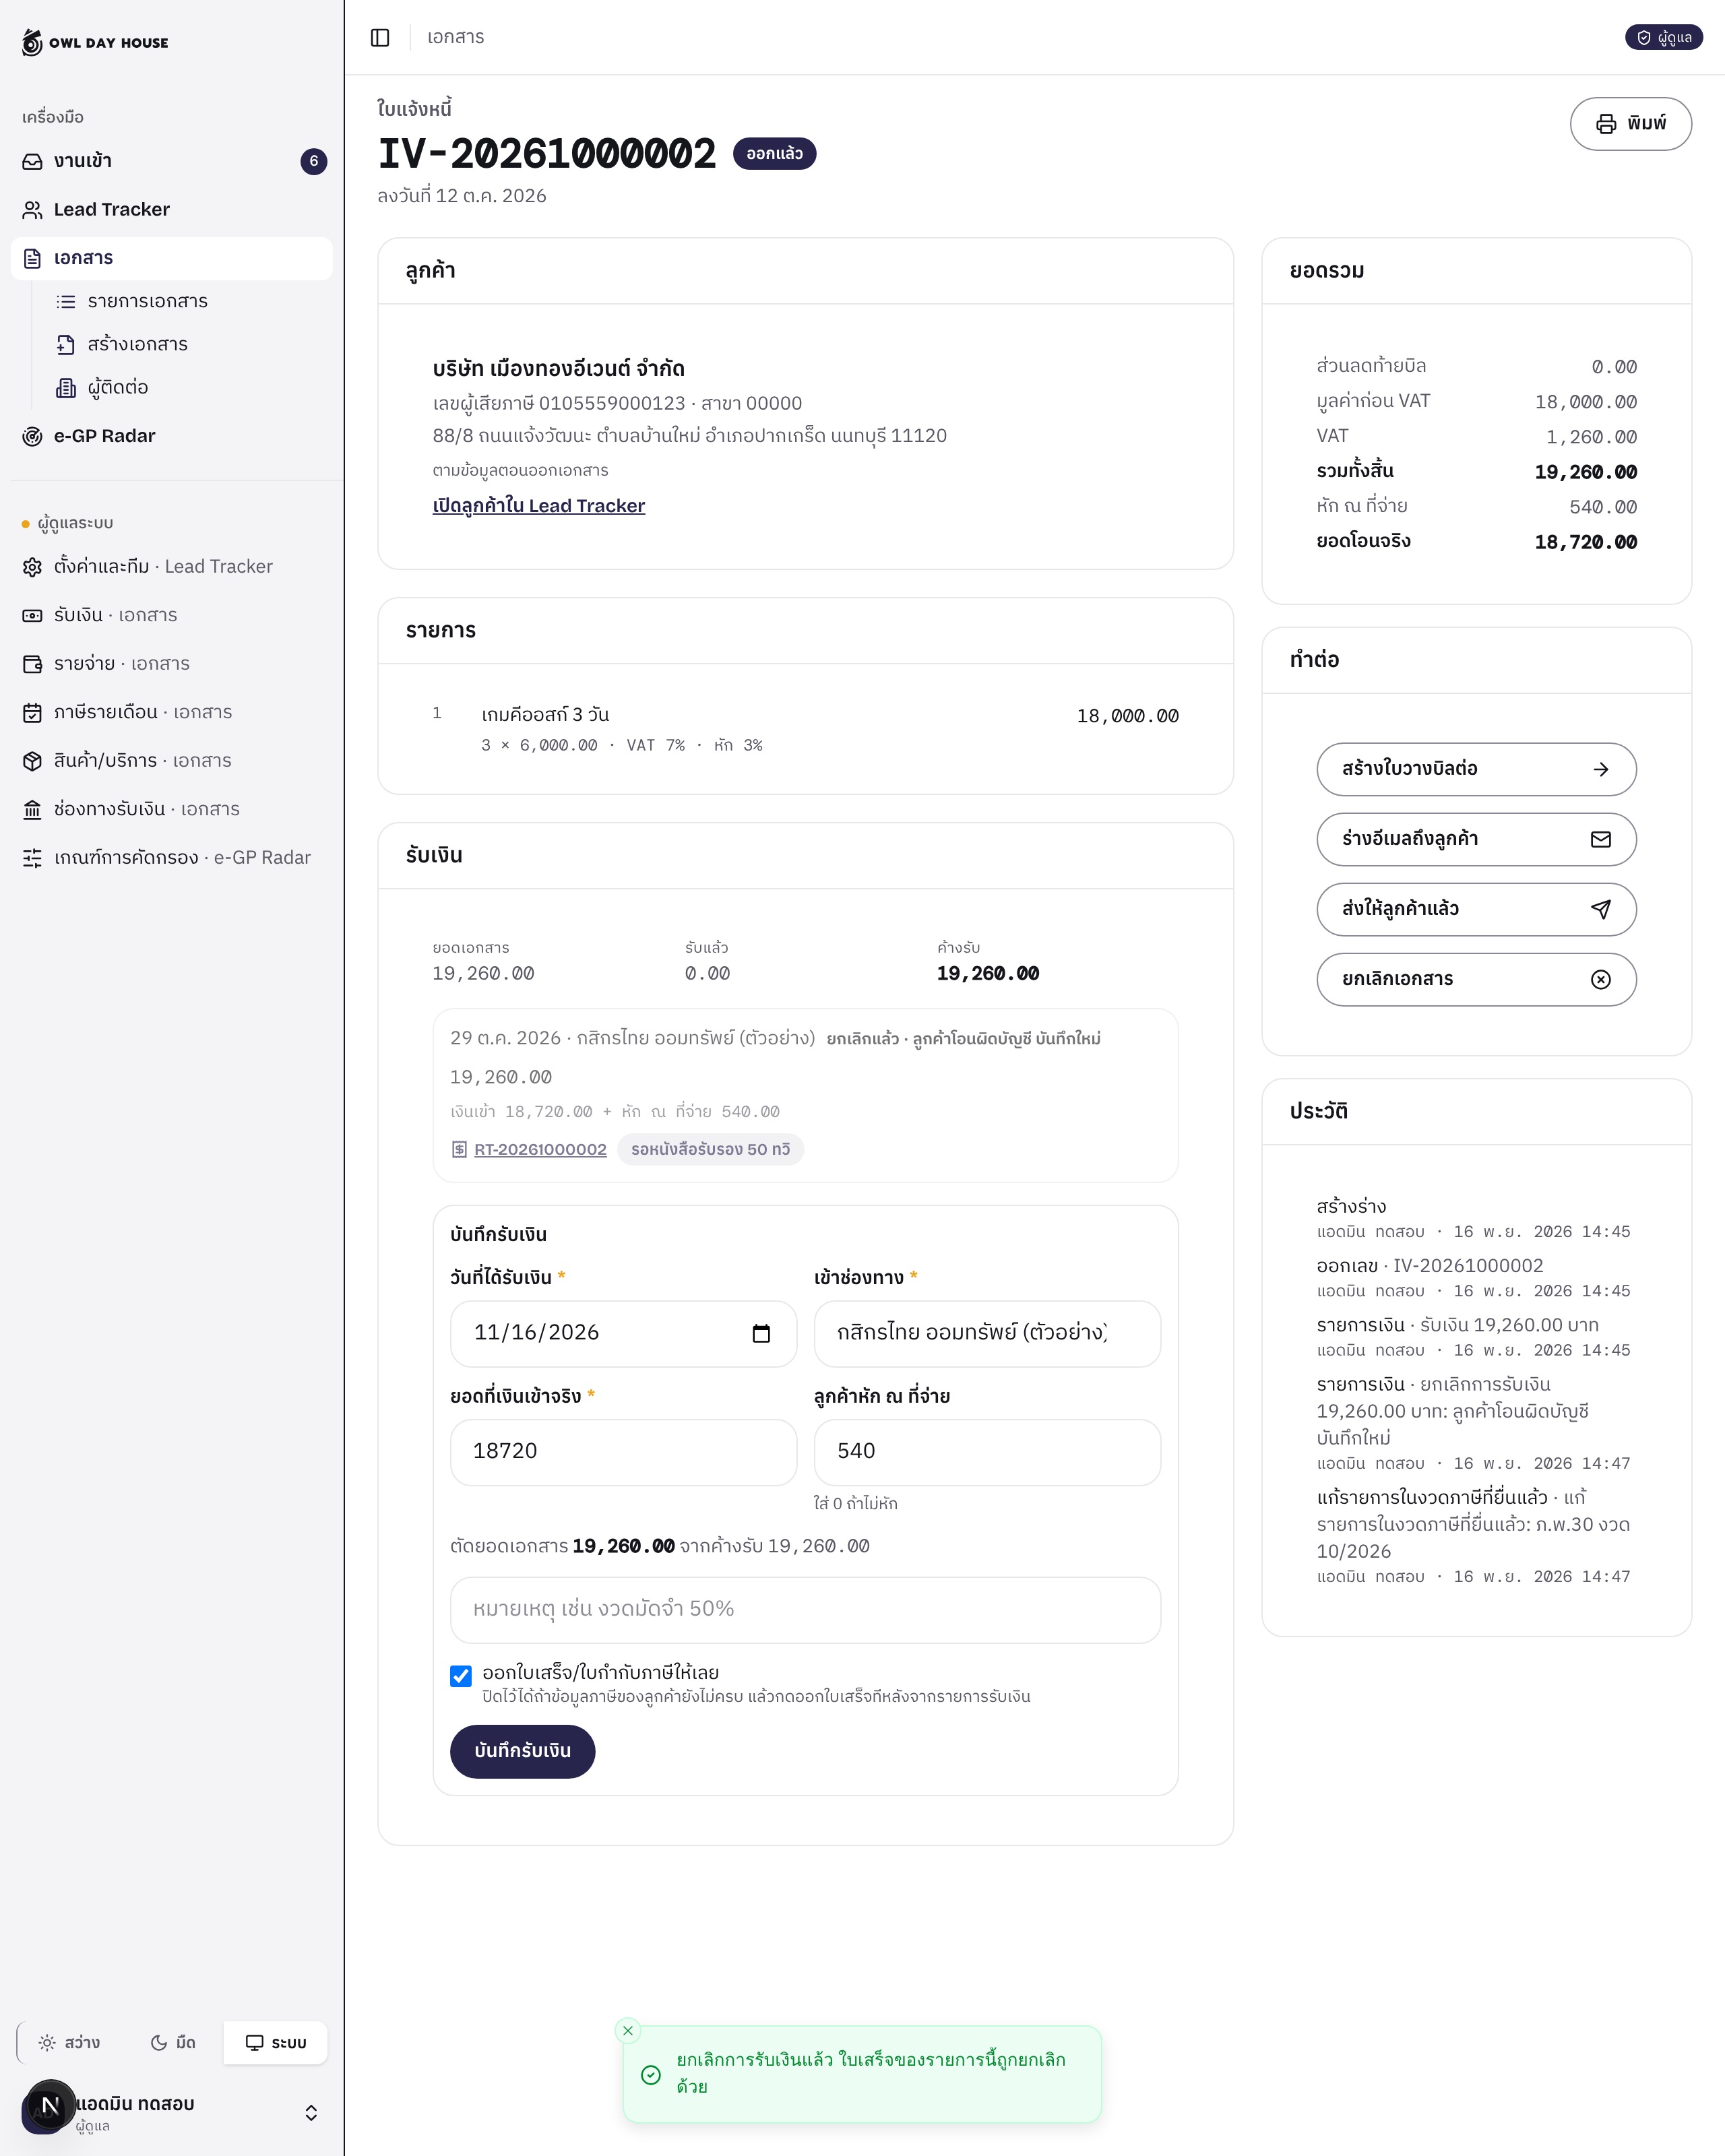 OWL DAY HOUSE
เครื่องมือ
งานเข้า 6
Lead Tracker
เอกสาร
รายการเอกสาร
สร้างเอกสาร
ผู้ติดต่อ
e-GP Radar
ผู้ดูแลระบบ
ตั้งค่าและทีม · Lead Tracker
รับเงิน · เอกสาร
รายจ่าย · เอกสาร
ภาษีรายเดือน · เอกสาร
สินค้า/บริการ · เอกสาร
ช่องทางรับเงิน · เอกสาร
เกณฑ์การคัดกรอง · e-GP Radar
สว่าง มืด ระบบ
N
แอดมิน ทดสอบ
ผู้ดูแล
เอกสาร
ผู้ดูแล
ใบแจ้งหนี้
IV-20261000002 ออกแล้ว
ลงวันที่ 12 ต.ค. 2026
พิมพ์
ลูกค้า
บริษัท เมืองทองอีเวนต์ จำกัด
เลขผู้เสียภาษี 0105559000123 · สาขา 00000
88/8 ถนนแจ้งวัฒนะ ตำบลบ้านใหม่ อำเภอปากเกร็ด นนทบุรี 11120
ตามข้อมูลตอนออกเอกสาร
เปิดลูกค้าใน Lead Tracker
รายการ
1 เกมคีออสก์ 3 วัน 18,000.00
3 × 6,000.00 · VAT 7% · หัก 3%
รับเงิน
ยอดเอกสาร รับแล้ว ค้างรับ
19,260.00 0.00 19,260.00
29 ต.ค. 2026 · กสิกรไทย ออมทรัพย์ (ตัวอย่าง) ยกเลิกแล้ว · ลูกค้าโอนผิดบัญชี บันทึกใหม่
19,260.00
เงินเข้า 18,720.00 + หัก ณ ที่จ่าย 540.00
RT-20261000002 รอหนังสือรับรอง 50 ทวิ
บันทึกรับเงิน
วันที่ได้รับเงิน * เข้าช่องทาง *
11/16/2026 กสิกรไทย ออมทรัพย์ (ตัวอย่าง)
ยอดที่เงินเข้าจริง * ลูกค้าหัก ณ ที่จ่าย
18720 540
ใส่ 0 ถ้าไม่หัก
ตัดยอดเอกสาร 19,260.00 จากค้างรับ 19,260.00
หมายเหตุ เช่น งวดมัดจำ 50%
ออกใบเสร็จ/ใบกำกับภาษีให้เลย
ปิดไว้ได้ถ้าข้อมูลภาษีของลูกค้ายังไม่ครบ แล้วกดออกใบเสร็จทีหลังจากรายการรับเงิน
บันทึกรับเงิน
ยอดรวม
ส่วนลดท้ายบิล 0.00
มูลค่าก่อน VAT 18,000.00
VAT 1,260.00
รวมทั้งสิ้น 19,260.00
หัก ณ ที่จ่าย 540.00
ยอดโอนจริง 18,720.00
ทำต่อ
สร้างใบวางบิลต่อ
ร่างอีเมลถึงลูกค้า
ส่งให้ลูกค้าแล้ว
ยกเลิกเอกสาร
ประวัติ
สร้างร่าง
แอดมิน ทดสอบ · 16 พ.ย. 2026 14:45
ออกเลข · IV-20261000002
แอดมิน ทดสอบ · 16 พ.ย. 2026 14:45
รายการเงิน · รับเงิน 19,260.00 บาท
แอดมิน ทดสอบ · 16 พ.ย. 2026 14:45
รายการเงิน · ยกเลิกการรับเงิน
19,260.00 บาท: ลูกค้าโอนผิดบัญชี
บันทึกใหม่
แอดมิน ทดสอบ · 16 พ.ย. 2026 14:47
แก้รายการในงวดภาษีที่ยื่นแล้ว · แก้
รายการในงวดภาษีที่ยื่นแล้ว: ภ.พ.30 งวด
10/2026
แอดมิน ทดสอบ · 16 พ.ย. 2026 14:47
ยกเลิกการรับเงินแล้ว ใบเสร็จของรายการนี้ถูกยกเลิก
ด้วย